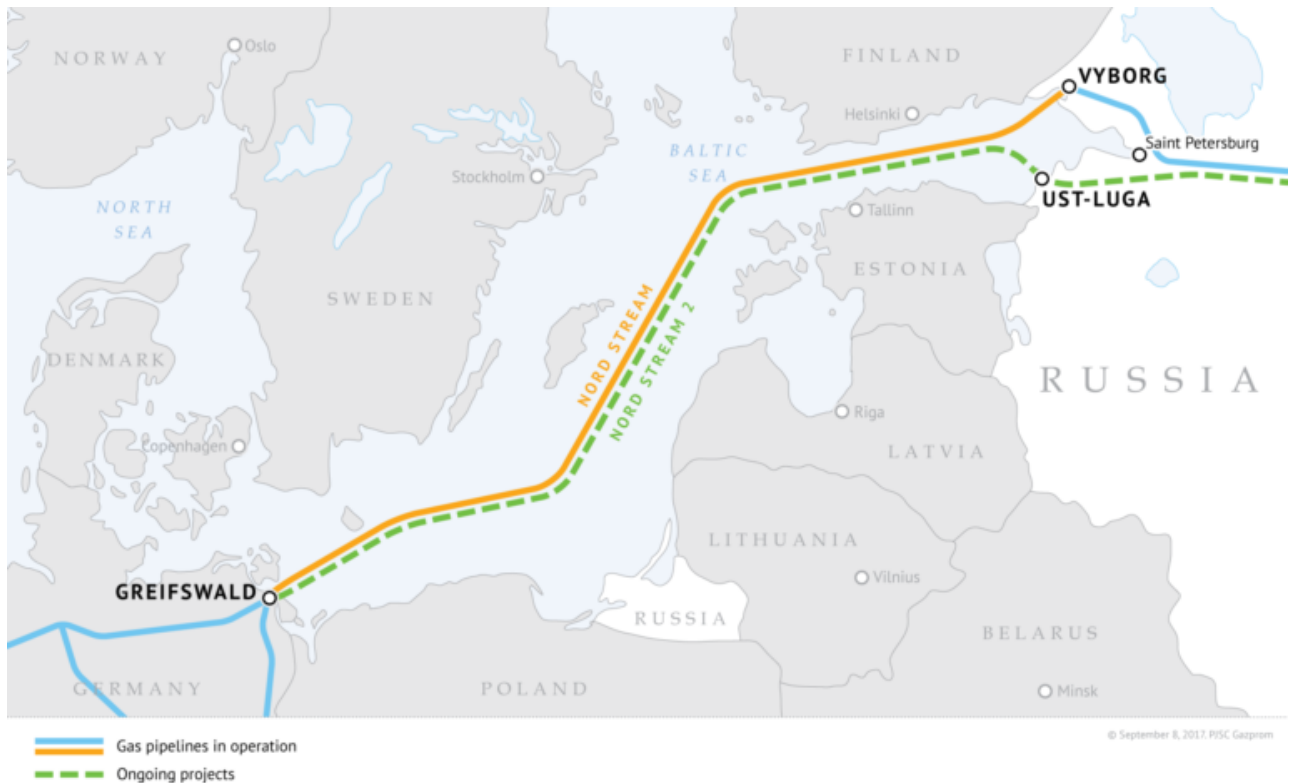 NORWAY
Oslo
FINLAND
VYBORG
Helsinki
Saint Petersburg
BALTIC
SEA
Stockholm
UST-LUGA
NORTH
SEA
Tallinn
ESTONIA
SWEDEN
NORD STREAM
NORD STREAM 2
DENMARK
RUSSIA
Riga
Copenhagen
LATVIA
LITHUANIA
Vilnius
GREIFSWALD
RUSSIA
BELARUS
GERMANY
POLAND
Minsk
© September 8, 2017. PJSC Gazprom
Gas pipelines in operation
Ongoing projects